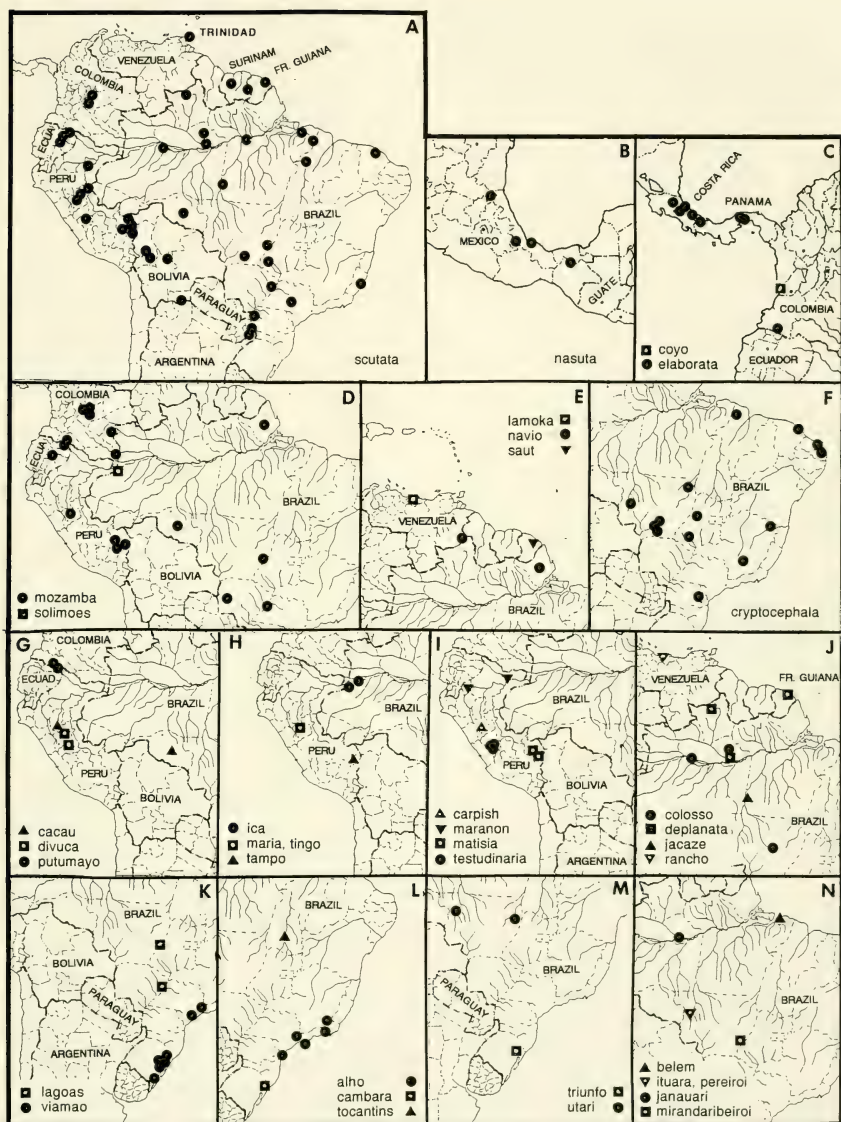 A
TRINIDAD
VENEZUELA
SURINAM
FR. GUIANA
COLOMBIA
ECUA
PERU
BRAZIL
BOLIVIA
PARAGUAY
ARGENTINA
scutata
B
MEXICO
GUATE
nasuta
C
COSTA RICA
PANAMA
COLOMBIA
ECUADOR
coyo
elaborata
D
COLOMBIA
ECUA
BRAZIL
PERU
BOLIVIA
mozamba
solimoes
E
lamoka
navio
saut
VENEZUELA
BRAZIL
F
BRAZIL
cryptocephala
G
COLOMBIA
ECUAD
BRAZIL
PERU
BOLIVIA
cacau
divuca
putumayo
H
BRAZIL
PERU
BOLIVIA
ica
maria, tingo
tampo
I
BRAZIL
PERU
BOLIVIA
ARGENTINA
carpish
maranon
matisia
testudinaria
J
VENEZUELA
FR. GUIANA
BRAZIL
colosso
deplanata
jacaze
rancho
K
BRAZIL
BOLIVIA
PARAGUAY
ARGENTINA
lagoas
viamao
L
BRAZIL
alho
cambara
tocantins
M
BRAZIL
PARAGUAY
triunfo
utari
N
BRAZIL
belem
ituara, pereiroi
janauari
mirandaribeiroi